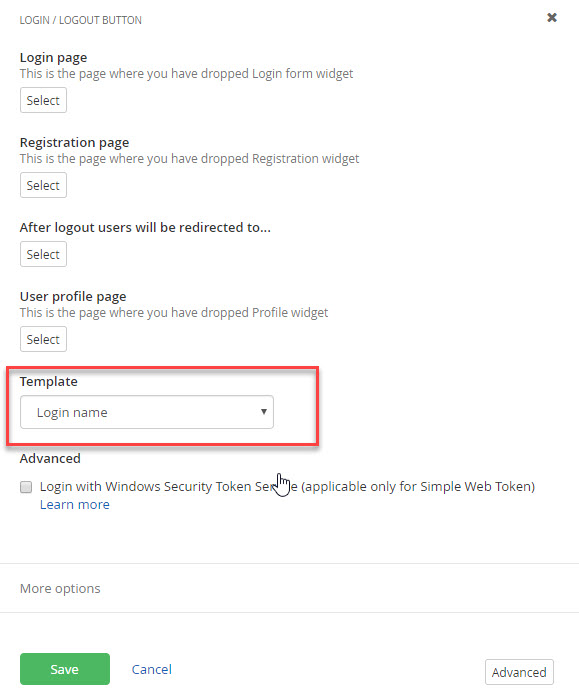 LOGIN / LOGOUT BUTTON
Login page
This is the page where you have dropped Login form widget
Select
Registration page
This is the page where you have dropped Registration widget
Select
After logout users will be redirected to...
Select
User profile page
This is the page where you have dropped Profile widget
Select
Template
Login name
Advanced
Login with Windows Security Token (applicable only for Simple Web Token)
Learn more
More options
Save Cancel Advanced